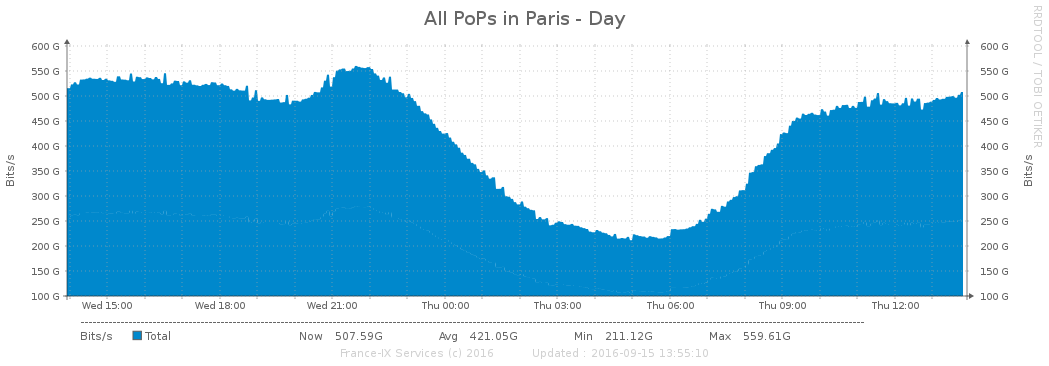 All PoPs in Paris - Day
RRDTOOL / TOBI OETIKER
600 G 600 G
550 G 550 G
500 G 500 G
450 G 450 G
400 G 400 G
350 G 350 G
300 G 300 G
250 G 250 G
200 G 200 G
150 G 150 G
100 G 100 G
Bits/s
Bits/s
Wed 15:00 Wed 18:00 Wed 21:00 Thu 00:00 Thu 03:00 Thu 06:00 Thu 09:00 Thu 12:00
Bits/s Total Now 507.59G Avg 421.05G Min 211.12G Max 559.61G
France-IX Services (c) 2016 Updated : 2016-09-15 13:55:10